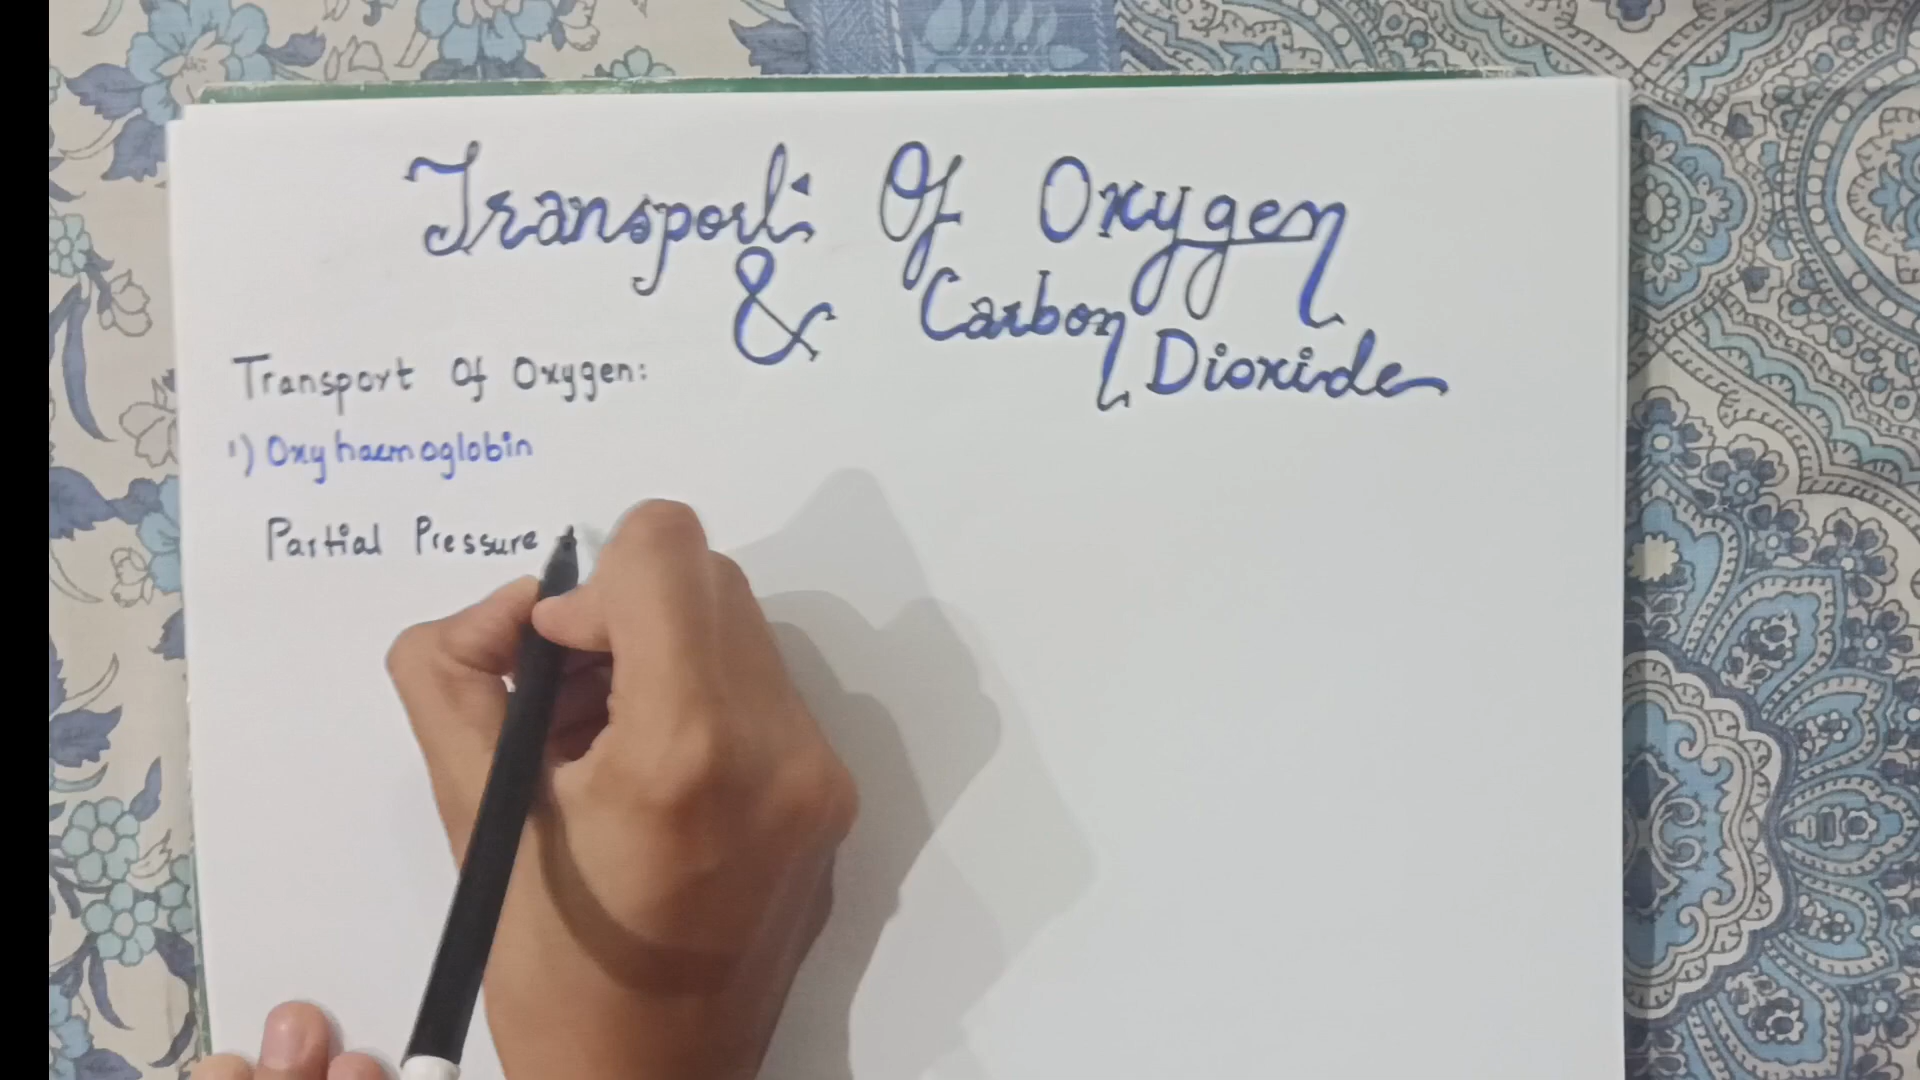 Transport Of Oxygen
& Carbon
Dioxide
Transport Of Oxygen:
1) Oxyhaemoglobin
Partial Pressure